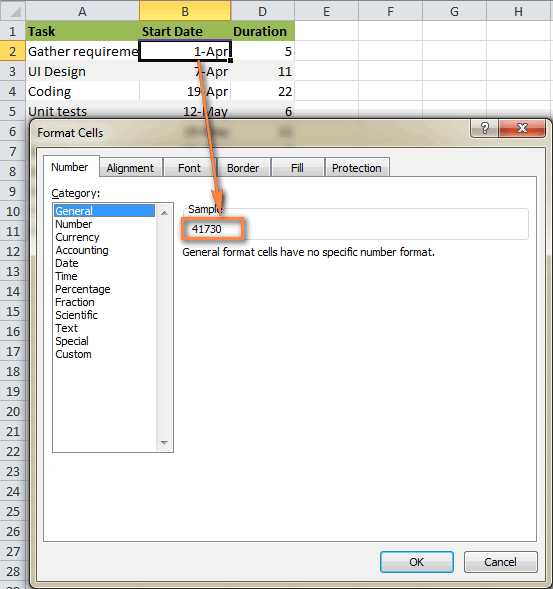 A B D E F G H
1 Task Start Date Duration
2 Gather requireme 1-Apr 5
3 UI Design 7-Apr 11
4 Coding 19-Apr 22
5 Unit tests 12-May 6
6
Format Cells
7
Number Alignment Font Border Fill Protection
8
Category:
9
General Sample
10
Number
41730
11
Currency
Accounting General format cells have no specific number format.
12
Date
13
Time
14
Percentage
15
Fraction
16
Scientific
Text
17
Special
18
Custom
19
20
21
22
23
24
25
26
27
OK Cancel
28